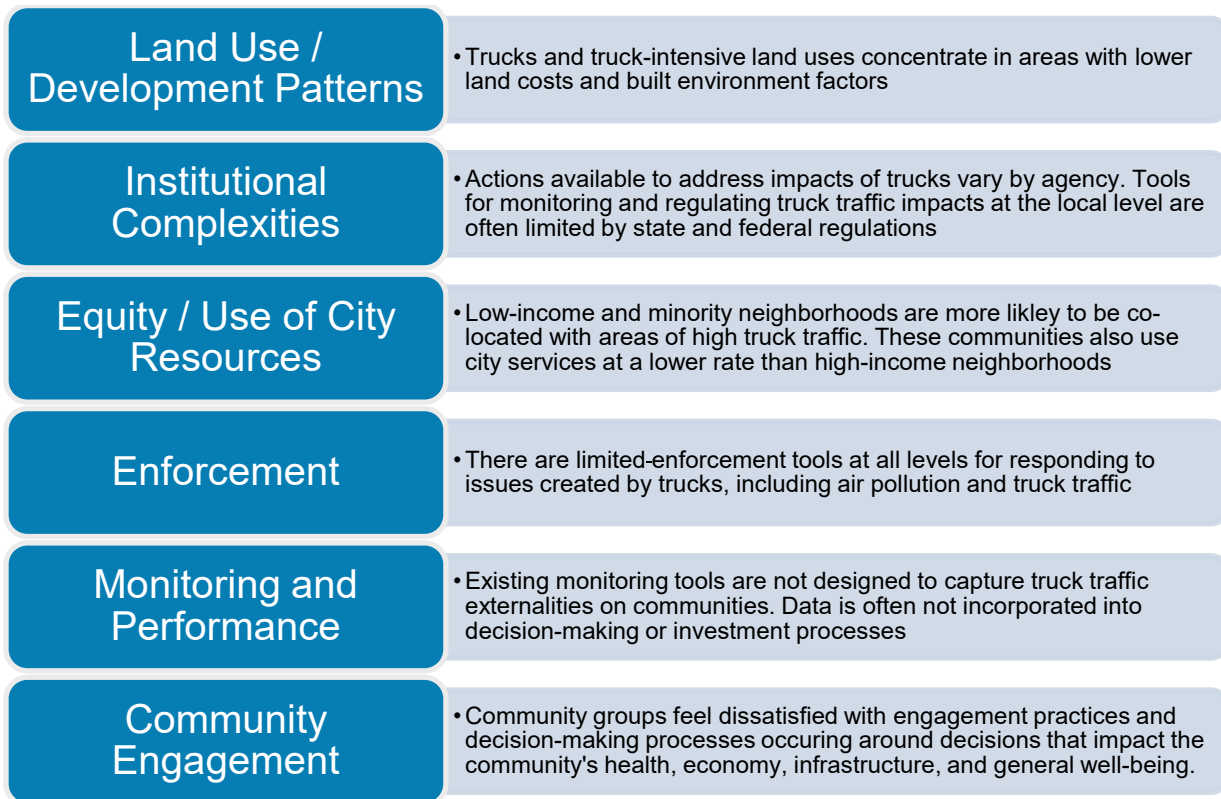 Land Use /
Development Patterns
• Trucks and truck-intensive land uses concentrate in areas with lower
land costs and built environment factors
Institutional
Complexities
• Actions available to address impacts of trucks vary by agency. Tools
for monitoring and regulating truck traffic impacts at the local level are
often limited by state and federal regulations
Equity / Use of City
Resources
• Low-income and minority neighborhoods are more likley to be co-
located with areas of high truck traffic. These communities also use
city services at a lower rate than high-income neighborhoods
Enforcement
• There are limited-enforcement tools at all levels for responding to
issues created by trucks, including air pollution and truck traffic
Monitoring and
Performance
• Existing monitoring tools are not designed to capture truck traffic
externalities on communities. Data is often not incorporated into
decision-making or investment processes
Community
Engagement
• Community groups feel dissatisfied with engagement practices and
decision-making processes occuring around decisions that impact the
community's health, economy, infrastructure, and general well-being.